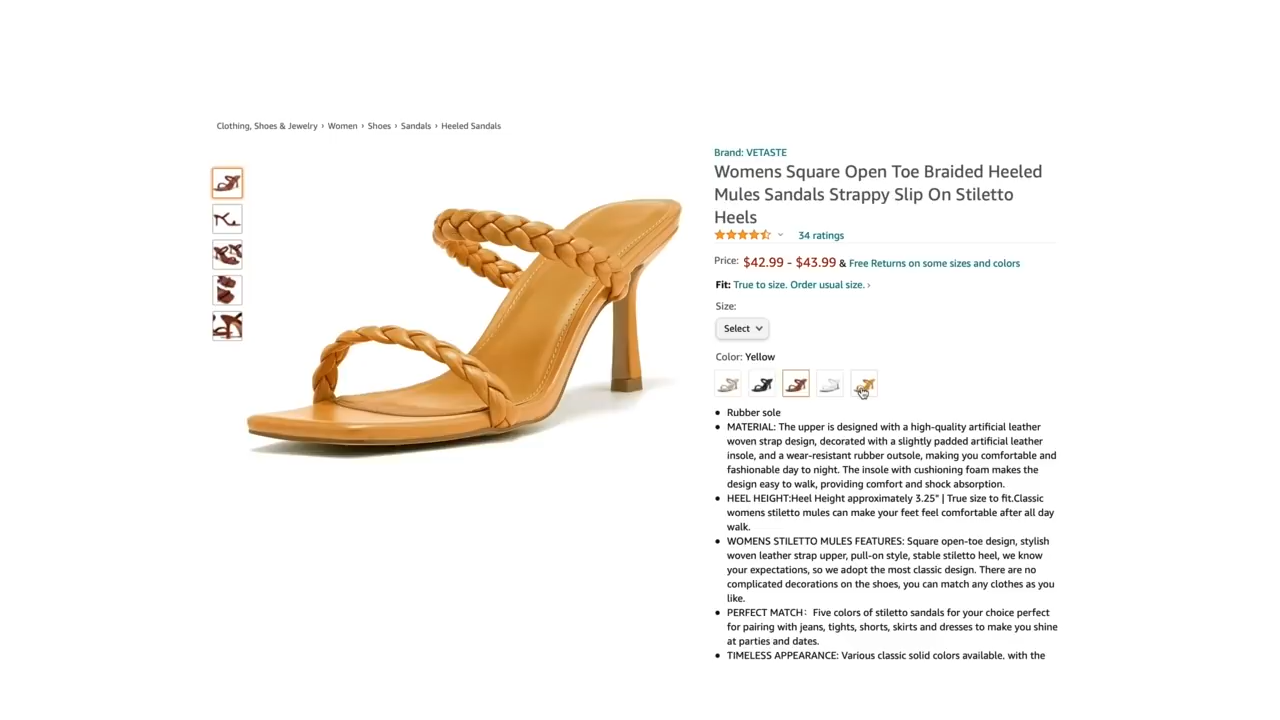 Clothing, Shoes & Jewelry › Women › Shoes › Sandals › Heeled Sandals
Brand: VETASTE
Womens Square Open Toe Braided Heeled
Mules Sandals Strappy Slip On Stiletto
Heels
34 ratings
Price: $42.99 - $43.99 & Free Returns on some sizes and colors
Fit: True to size. Order usual size. ›
Size:
Select
Color: Yellow
• Rubber sole
• MATERIAL: The upper is designed with a high-quality artificial leather
woven strap design, decorated with a slightly padded artificial leather
insole, and a wear-resistant rubber outsole, making you comfortable and
fashionable day to night. The insole with cushioning foam makes the
design easy to walk, providing comfort and shock absorption.
• HEEL HEIGHT:Heel Height approximately 3.25" | True size to fit.Classic
womens stiletto mules can make your feet feel comfortable after all day
walk.
• WOMENS STILETTO MULES FEATURES: Square open-toe design, stylish
woven leather strap upper, pull-on style, stable stiletto heel, we know
your expectations, so we adopt the most classic design. There are no
complicated decorations on the shoes, you can match any clothes as you
like.
• PERFECT MATCH： Five colors of stiletto sandals for your choice perfect
for pairing with jeans, tights, shorts, skirts and dresses to make you shine
at parties and dates.
• TIMELESS APPEARANCE: Various classic solid colors available, with the